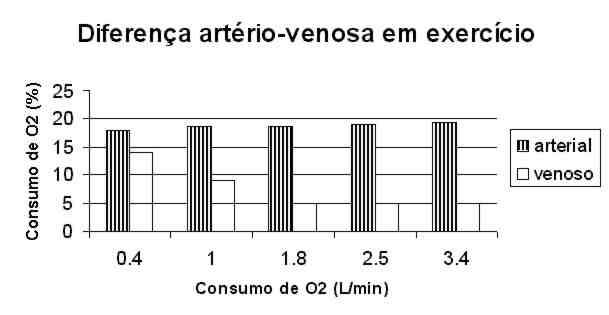 Diferença artério-venosa em exercício
Consumo de O2 (%)
25
20
15
10
5
0
0.4 1 1.8 2.5 3.4
Consumo de O2 (L/min)
arterial
venoso